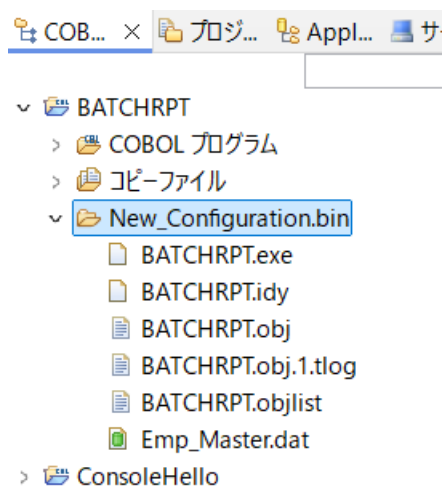 COB... プロジ... Appl... サ
BATCHRPT
COBOL プログラム
コピーファイル
New_Configuration.bin
BATCHRPT.exe
BATCHRPT.idy
BATCHRPT.obj
BATCHRPT.obj.1.tlog
BATCHRPT.objlist
Emp_Master.dat
ConsoleHello